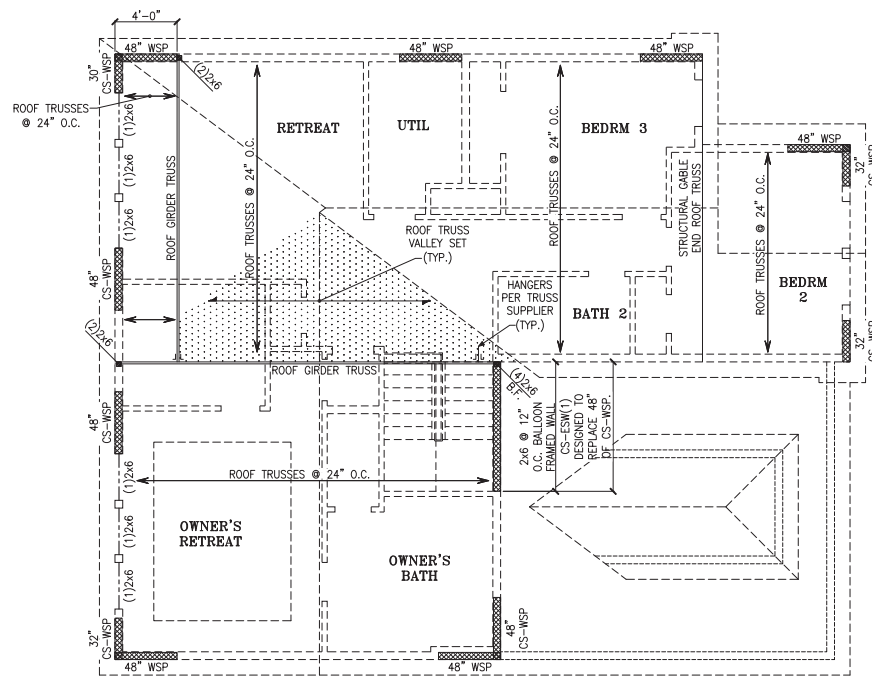 4'-0"
48" WSP
48" WSP
48" WSP
30"
CS-WSP
(2)2x6
ROOF TRUSSES
@ 24" O.C.
(1)2x6
(1)2x6
(1)2x6
ROOF GIRDER TRUSS
ROOF TRUSSES @ 24" O.C.
RETREAT
UTIL
BEDRM 3
ROOF TRUSSES @ 24" O.C.
STRUCTURAL GABLE
END ROOF TRUSS
48" WSP
32"
CS-WSP
ROOF TRUSSES @ 24" O.C.
BEDRM
2
ROOF TRUSS
VALLEY SET
(TYP.)
HANGERS
PER TRUSS
SUPPLIER
(TYP.)
BATH 2
48"
CS-WSP
(2)2x6
32"
CS-WSP
ROOF GIRDER TRUSS
(4)2x6
B.F
2x6 @ 12"
O.C. BALLOON
FRAMED WALL
CS-ESW(1)
DESIGNED TO
REPLACE 48"
OF CS-WSP.
48"
CS-WSP
ROOF TRUSSES @ 24" O.C.
(1)2x6
(1)2x6
(1)2x6
OWNER'S
RETREAT
OWNER'S
BATH
32"
CS-WSP
48" WSP
48" WSP
48"
CS-WSP